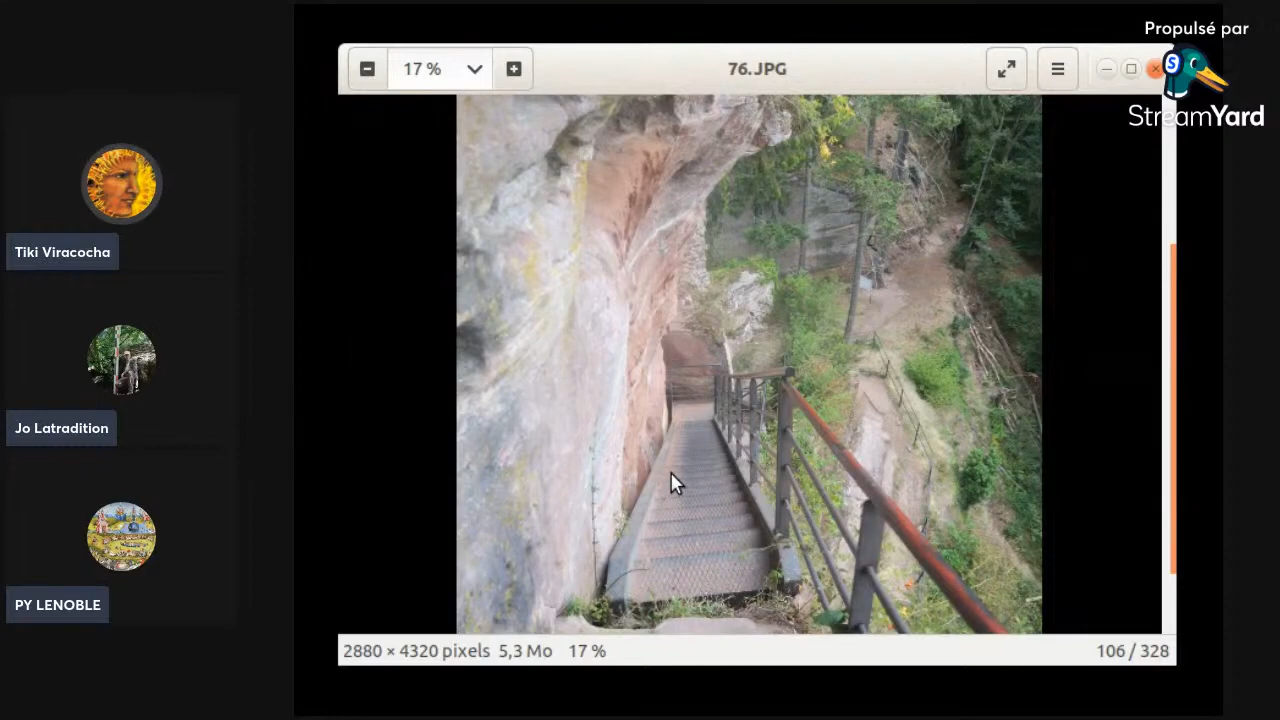 Propulsé par
StreamYard
17 %
76.JPG
Tiki Viracocha
Jo Latradition
PY LENOBLE
2880 × 4320 pixels 5,3 Mo 17 %
106 / 328